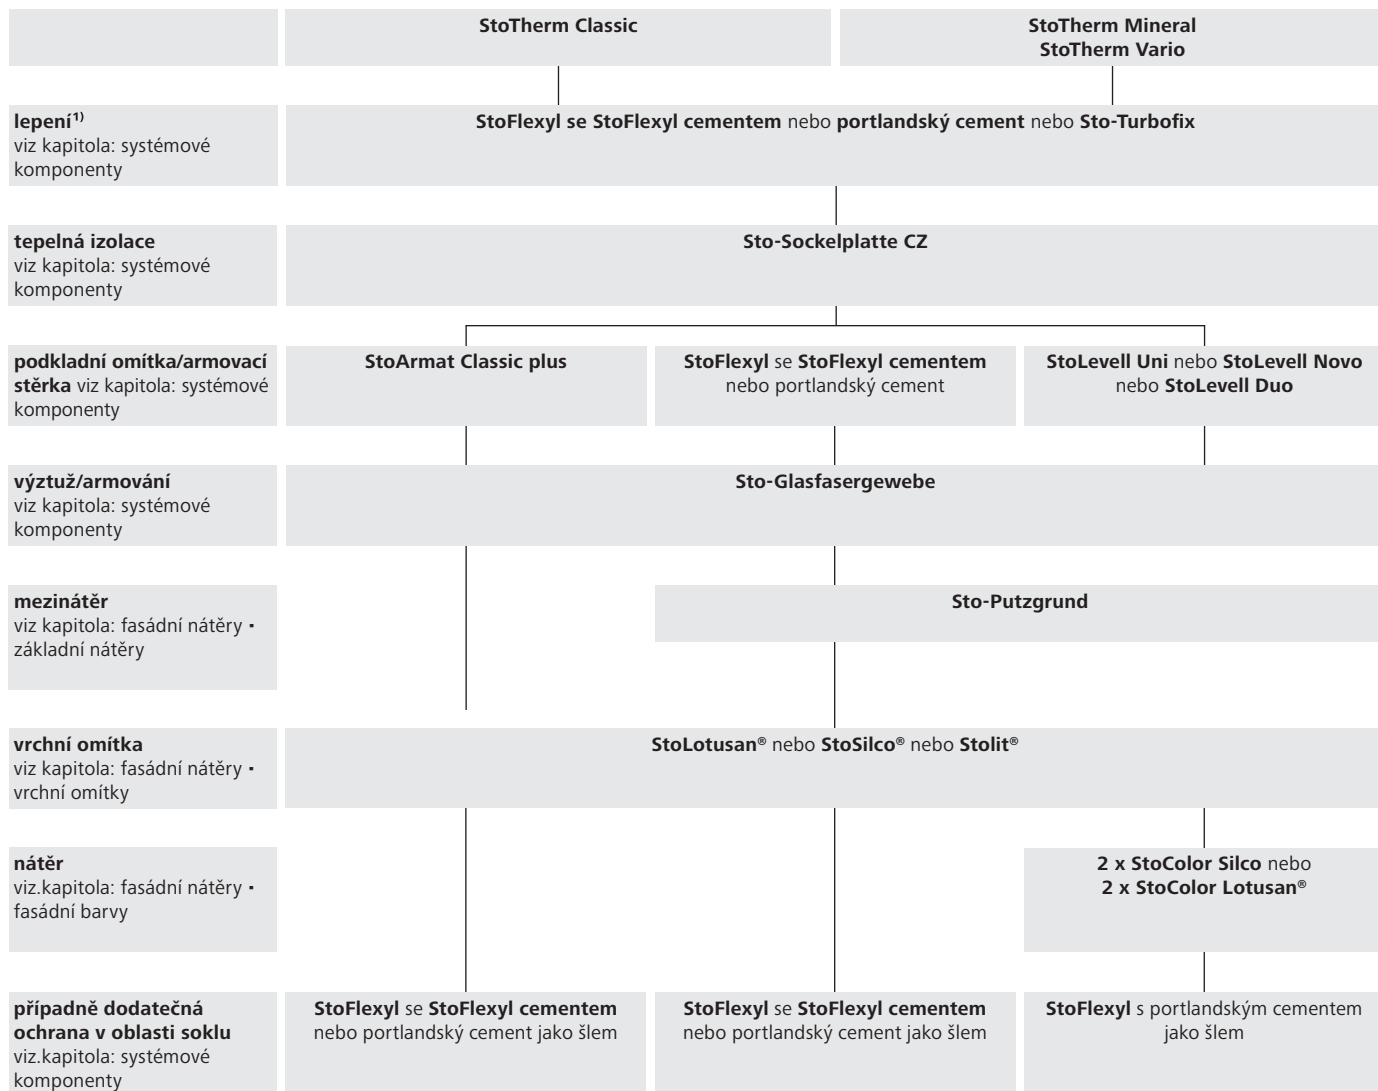 StoTherm Classic
StoTherm Mineral
StoTherm Vario
lepení¹⁾
viz kapitola: systémové
komponenty
StoFlexyl se StoFlexyl cementem nebo portlandský cement nebo Sto-Turbofix
tepelná izolace
viz kapitola: systémové
komponenty
Sto-Sockelplatte CZ
podkladní omítka/armovací
stěrka viz kapitola: systémové
komponenty
StoArmat Classic plus
StoFlexyl se StoFlexyl cementem
nebo portlandský cement
StoLevell Uni nebo StoLevell Novo
nebo StoLevell Duo
výztuž/armování
viz kapitola: systémové
komponenty
Sto-Glasfasergewebe
mezinátěr
viz kapitola: fasádní nátěry ·
základní nátěry
Sto-Putzgrund
vrchní omítka
viz kapitola: fasádní nátěry ·
vrchní omítky
StoLotusan® nebo StoSilco® nebo Stolit®
nátěr
viz.kapitola: fasádní nátěry ·
fasádní barvy
2 x StoColor Silco nebo
2 x StoColor Lotusan®
případně dodatečná
ochrana v oblasti soklu
viz.kapitola: systémové
komponenty
StoFlexyl se StoFlexyl cementem
nebo portlandský cement jako šlem
StoFlexyl se StoFlexyl cementem
nebo portlandský cement jako šlem
StoFlexyl s portlandským cementem
jako šlem